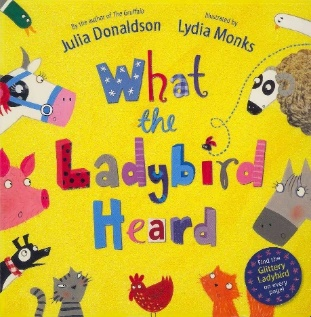 By the author of The Gruffalo
Julia Donaldson
Illustrated by
Lydia Monks
What
the
Ladybird
Heard
Find the
Glittery
Ladybird
on every
page!